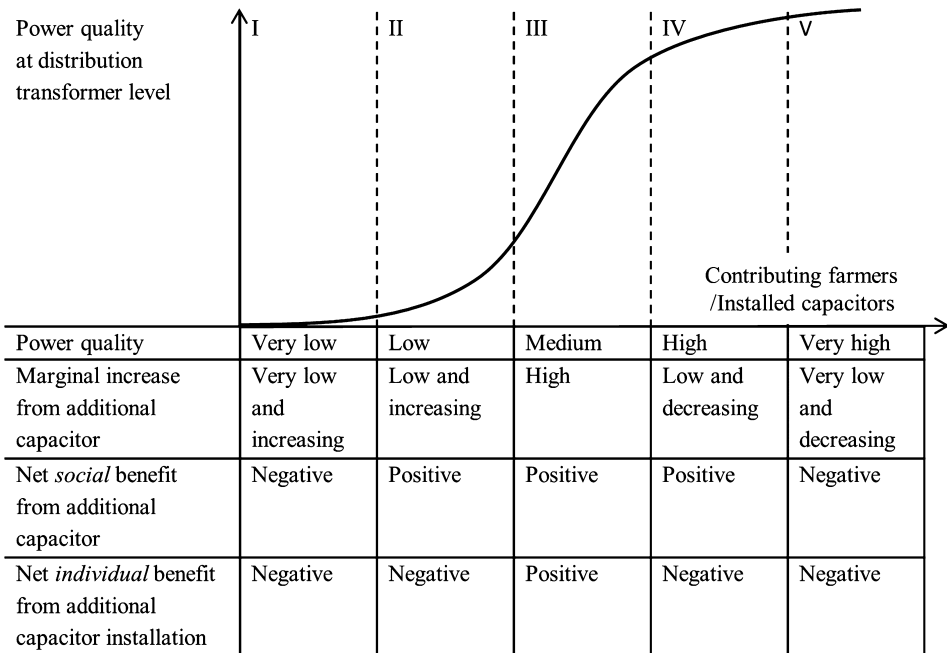 Power quality
at distribution
transformer level
I
II
III
IV
V
Contributing farmers
/Installed capacitors
Power quality
Very low
Low
Medium
High
Very high
Marginal increase
from additional
capacitor
Very low
and
increasing
Low and
increasing
High
Low and
decreasing
Very low
and
decreasing
Net social benefit
from additional
capacitor
Negative
Positive
Positive
Positive
Negative
Net individual benefit
from additional
capacitor installation
Negative
Negative
Positive
Negative
Negative